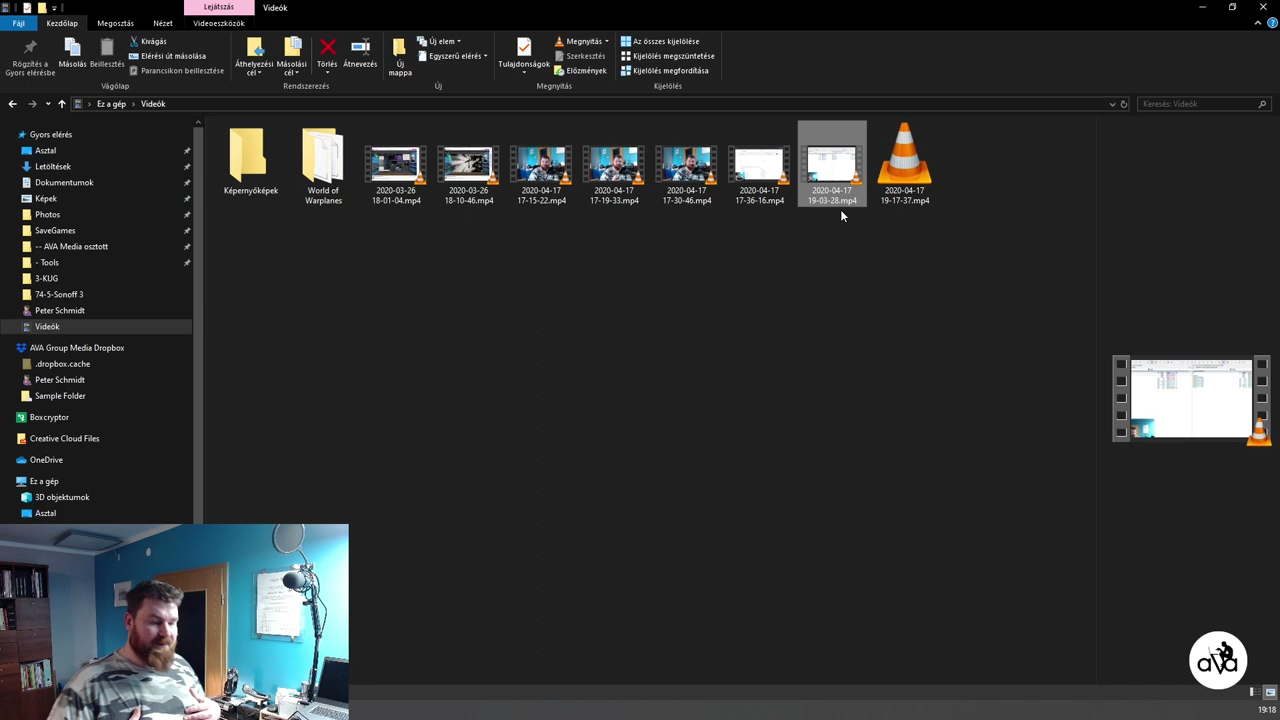 Lejátszás
Videók
Fájl
Kezdőlap
Megosztás
Nézet
Videoeszközök
Rögzítés a
Gyors elérésbe
Másolás
Beillesztés
Kivágás
Elérési út másolása
Parancsikon beillesztése
Vágólap
Áthelyezési
cél
Másolási
cél
Törlés
Átnevezés
Rendszerezés
Új
mappa
Új elem
Egyszerű elérés
Új
Tulajdonságok
Megnyitás
Szerkesztés
Előzmények
Megnyitás
Az összes kijelölése
Kijelölés megszüntetése
Kijelölés megfordítása
Kijelölés
Ez a gép
Videók
Keresés: Videók
Gyors elérés
Asztal
Letöltések
Dokumentumok
Képek
Photos
SaveGames
-- AVA Media osztott
- Tools
3-KUG
74-5-Sonoff 3
Peter Schmidt
Videók
AVA Group Media Dropbox
.dropbox.cache
Peter Schmidt
Sample Folder
Boxcryptor
Creative Cloud Files
OneDrive
Ez a gép
3D objektumok
Asztal
Képernyőképek
World of
Warplanes
2020-03-26
18-01-04.mp4
2020-03-26
18-10-46.mp4
2020-04-17
17-15-22.mp4
2020-04-17
17-19-33.mp4
2020-04-17
17-30-46.mp4
2020-04-17
17-36-16.mp4
2020-04-17
19-03-28.mp4
2020-04-17
19-17-37.mp4
ava
19:18